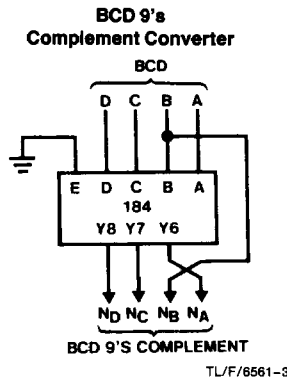 BCD 9's
Complement Converter
BCD
D C B A
E D C B A
184
Y8 Y7 Y6
ND NC NB NA
BCD 9'S COMPLEMENT
TL/F/6561-3